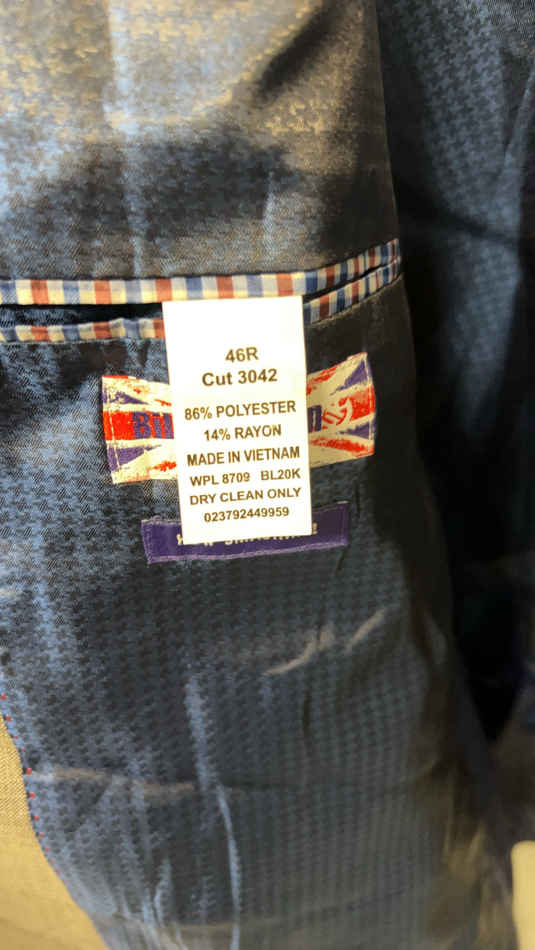 46R
Cut 3042
86% POLYESTER
14% RAYON
MADE IN VIETNAM
WPL 8709 BL20K
DRY CLEAN ONLY
023792449959